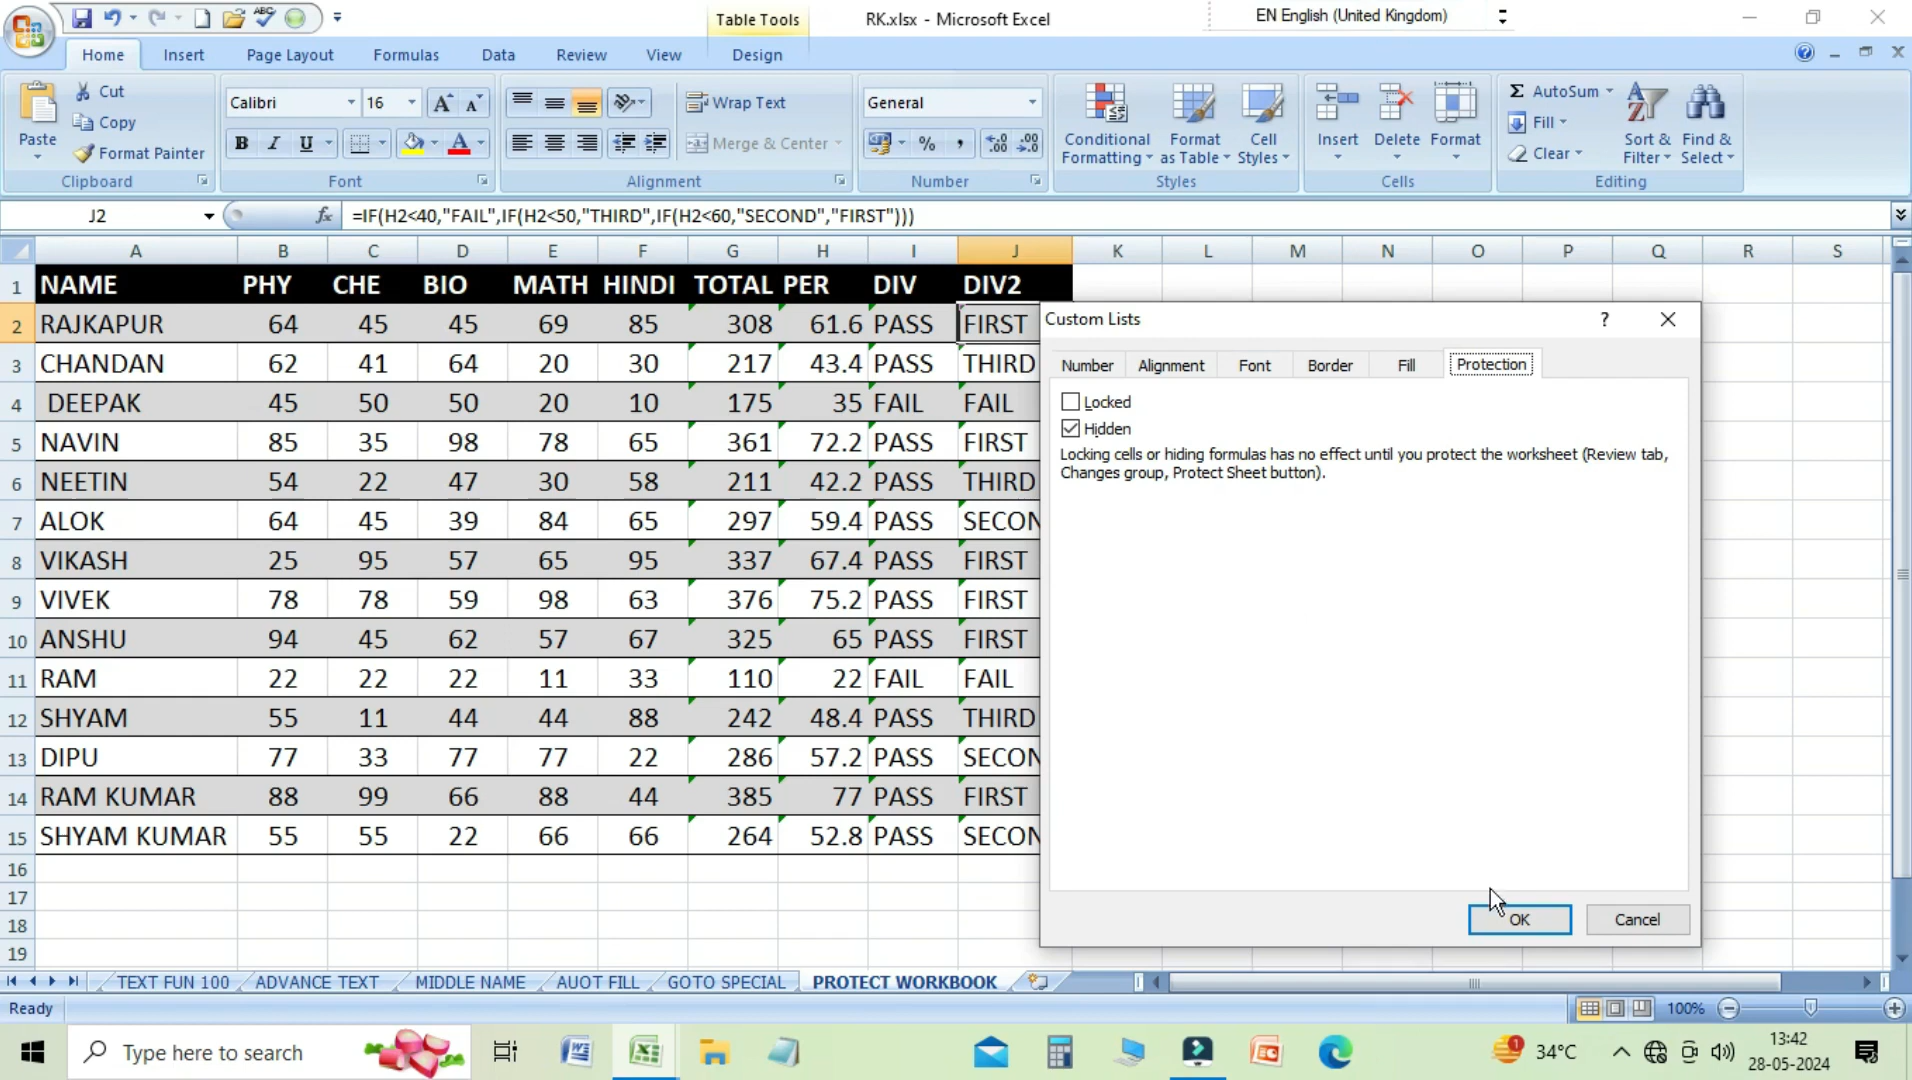 Table Tools
RK.xlsx - Microsoft Excel
EN English (United Kingdom)
Home Insert Page Layout Formulas Data Review View Design
Paste
Cut
Copy
Format Painter
Clipboard
Calibri 16
B I U
Font
Wrap Text
Merge & Center
Alignment
General
% ,
Number
Conditional Formatting
Format as Table
Cell Styles
Styles
Insert Delete Format
Cells
Σ AutoSum
Fill
Clear
Sort & Filter
Find & Select
Editing
J2 fx =IF(H2<40,"FAIL",IF(H2<50,"THIRD",IF(H2<60,"SECOND","FIRST")))
A B C D E F G H I J K L M N O P Q R S
1 NAME PHY CHE BIO MATH HINDI TOTAL PER DIV DIV2
2 RAJKAPUR 64 45 45 69 85 308 61.6 PASS FIRST
3 CHANDAN 62 41 64 20 30 217 43.4 PASS THIRD
4 DEEPAK 45 50 50 20 10 175 35 FAIL FAIL
5 NAVIN 85 35 98 78 65 361 72.2 PASS FIRST
6 NEETIN 54 22 47 30 58 211 42.2 PASS THIRD
7 ALOK 64 45 39 84 65 297 59.4 PASS SECON
8 VIKASH 25 95 57 65 95 337 67.4 PASS FIRST
9 VIVEK 78 78 59 98 63 376 75.2 PASS FIRST
10 ANSHU 94 45 62 57 67 325 65 PASS FIRST
11 RAM 22 22 22 11 33 110 22 FAIL FAIL
12 SHYAM 55 11 44 44 88 242 48.4 PASS THIRD
13 DIPU 77 33 77 77 22 286 57.2 PASS SECON
14 RAM KUMAR 88 99 66 88 44 385 77 PASS FIRST
15 SHYAM KUMAR 55 55 22 66 66 264 52.8 PASS SECON
16
17
18
19
Custom Lists ?
Number Alignment Font Border Fill Protection
Locked
Hidden
Locking cells or hiding formulas has no effect until you protect the worksheet (Review tab,
Changes group, Protect Sheet button).
OK Cancel
TEXT FUN 100 ADVANCE TEXT MIDDLE NAME AUOT FILL GOTO SPECIAL PROTECT WORKBOOK
Ready 100%
Type here to search
34°C
13:42
28-05-2024